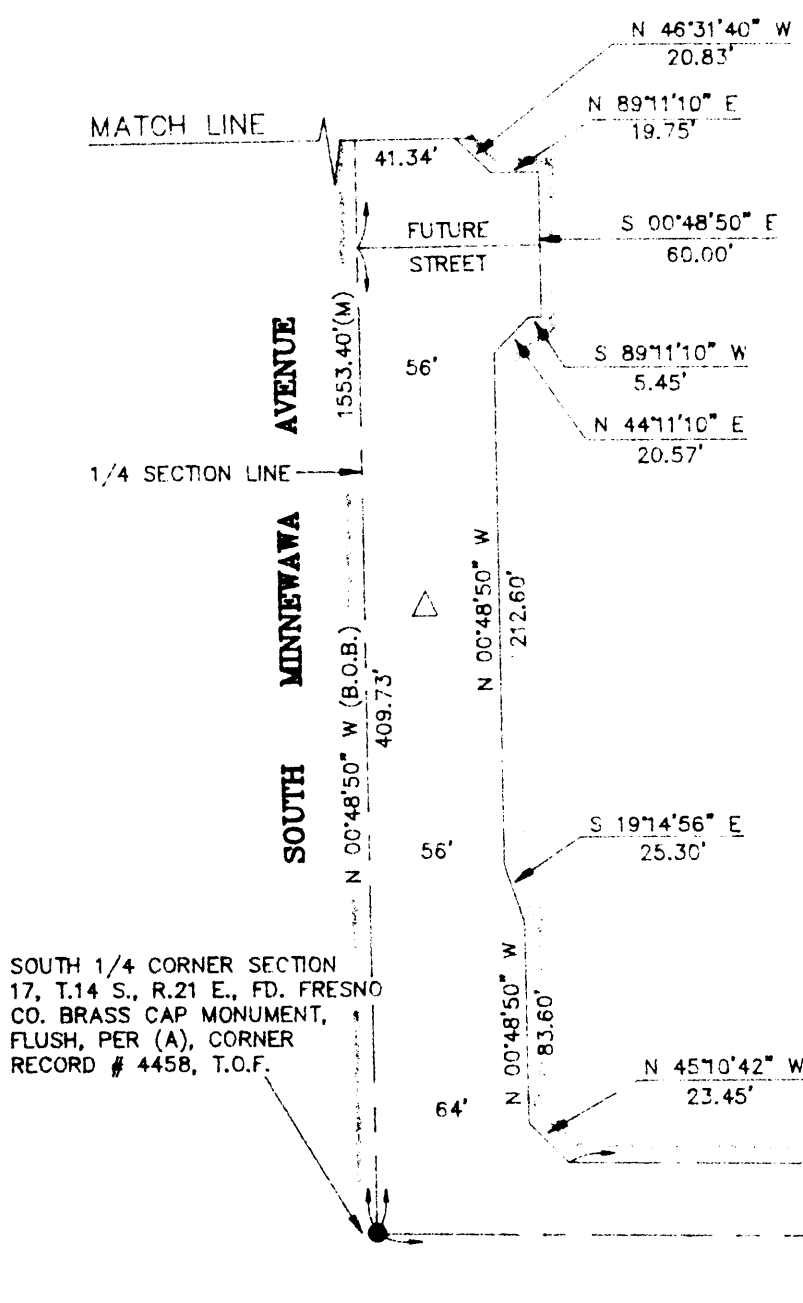 N 46°31'40" W
20.83'
N 89°11'10" E
19.75'
MATCH LINE
41.34'
FUTURE
STREET
S 00°48'50" E
60.00'
1553.40'(M)
56'
S 89°11'10" W
5.45'
N 44°11'10" E
20.57'
1/4 SECTION LINE
SOUTH MINNEWAWA AVENUE
N 00°48'50" W
212.60'
N 00°48'50" W (B.O.B.)
409.73'
S 19°14'56" E
25.30'
56'
SOUTH 1/4 CORNER SECTION
17, T.14 S., R.21 E., FD. FRESNO
CO. BRASS CAP MONUMENT,
FLUSH, PER (A), CORNER
RECORD # 4458, T.O.F.
N 00°48'50" W
83.60'
N 45°10'42" W
23.45'
64'